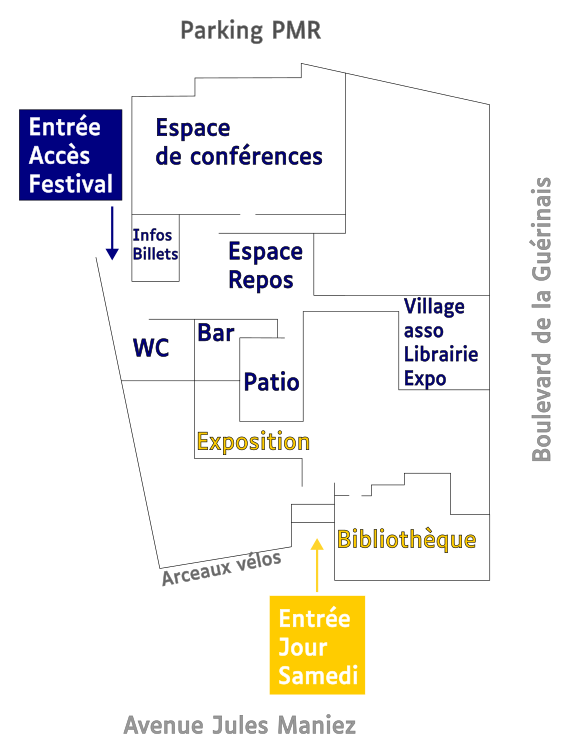 Parking PMR
Entrée
Accès
Festival
Espace
de conférences
Infos
Billets
Espace
Repos
Boulevard de la Guérinais
Village
asso
Librairie
Expo
WC
Bar
Patio
Exposition
Bibliothèque
Arceaux vélos
Entrée
Jour
Samedi
Avenue Jules Maniez